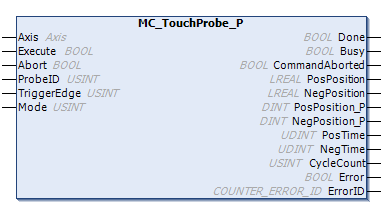 MC_TouchProbe_P
Axis Axis BOOL Done
Execute BOOL BOOL Busy
Abort BOOL BOOL CommandAborted
ProbeID USINT LREAL PosPosition
TriggerEdge USINT LREAL NegPosition
Mode USINT DINT PosPosition_P
DINT NegPosition_P
UDINT PosTime
UDINT NegTime
USINT CycleCount
BOOL Error
COUNTER_ERROR_ID ErrorID